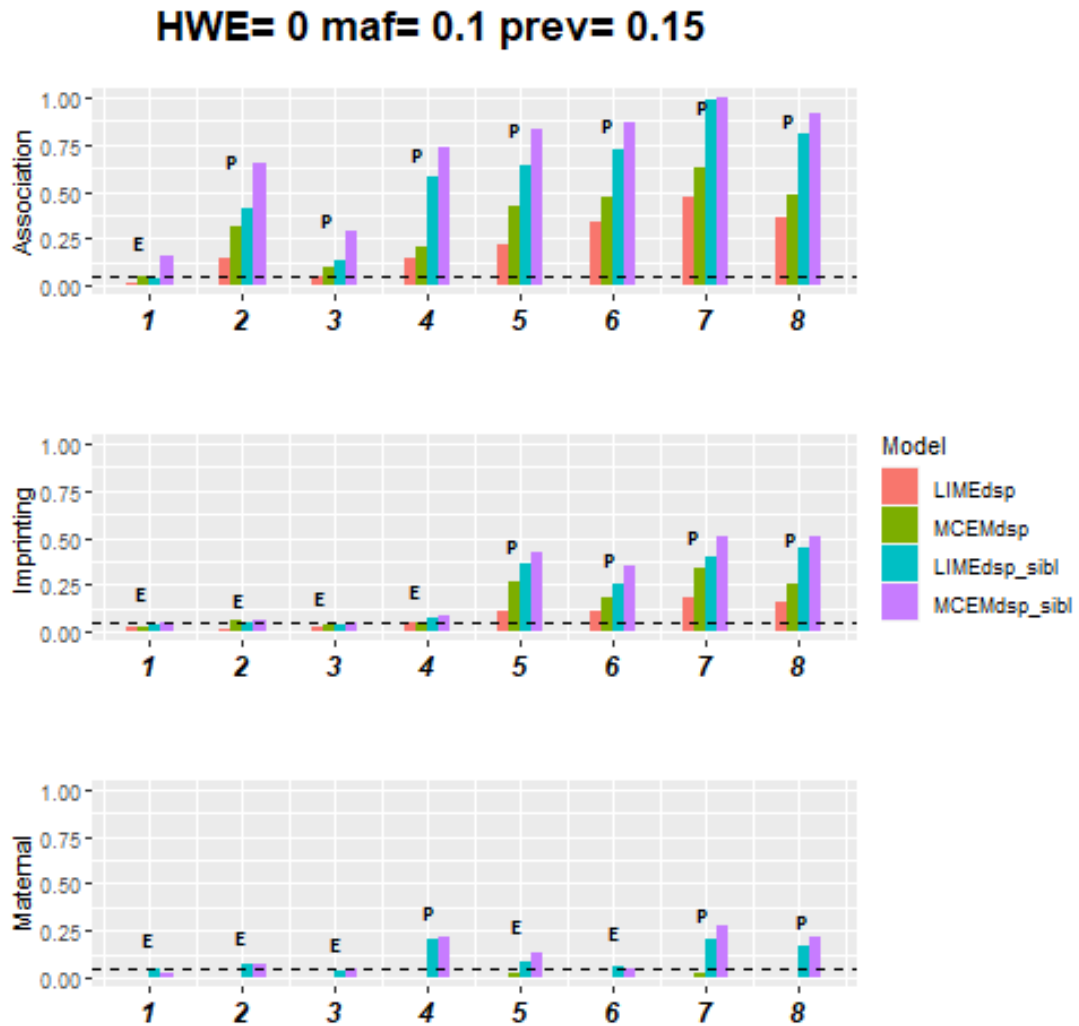 HWE= 0 maf= 0.1 prev= 0.15
Association
1.00
0.75
0.50
0.25
0.00
E P P P P P P P
1 2 3 4 5 6 7 8
Imprinting
1.00
0.75
0.50
0.25
0.00
E E E E P P P P
1 2 3 4 5 6 7 8
Model
LIMEdsp
MCEMdsp
LIMEdsp_sibl
MCEMdsp_sibl
Maternal
1.00
0.75
0.50
0.25
0.00
E E E P E E P P
1 2 3 4 5 6 7 8